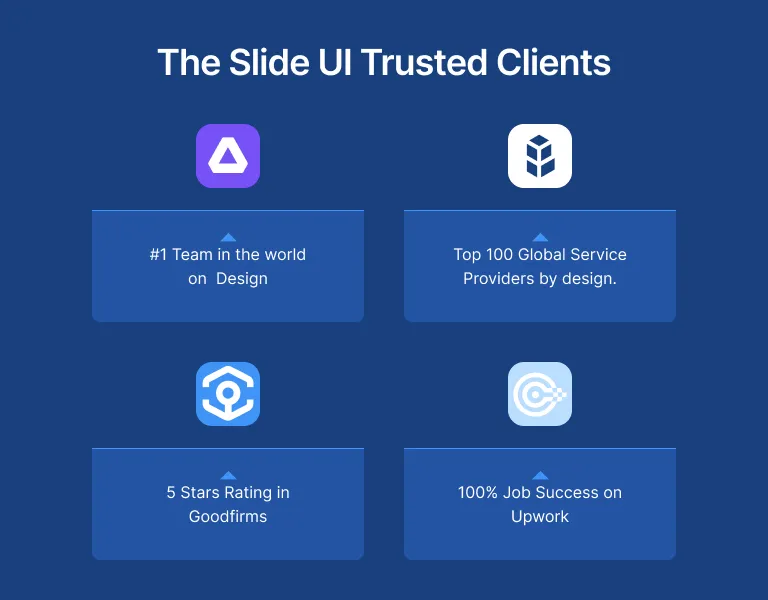 The Slide UI Trusted Clients
#1 Team in the world
on  Design
Top 100 Global Service
Providers by design.
5 Stars Rating in
Goodfirms
100% Job Success on
Upwork